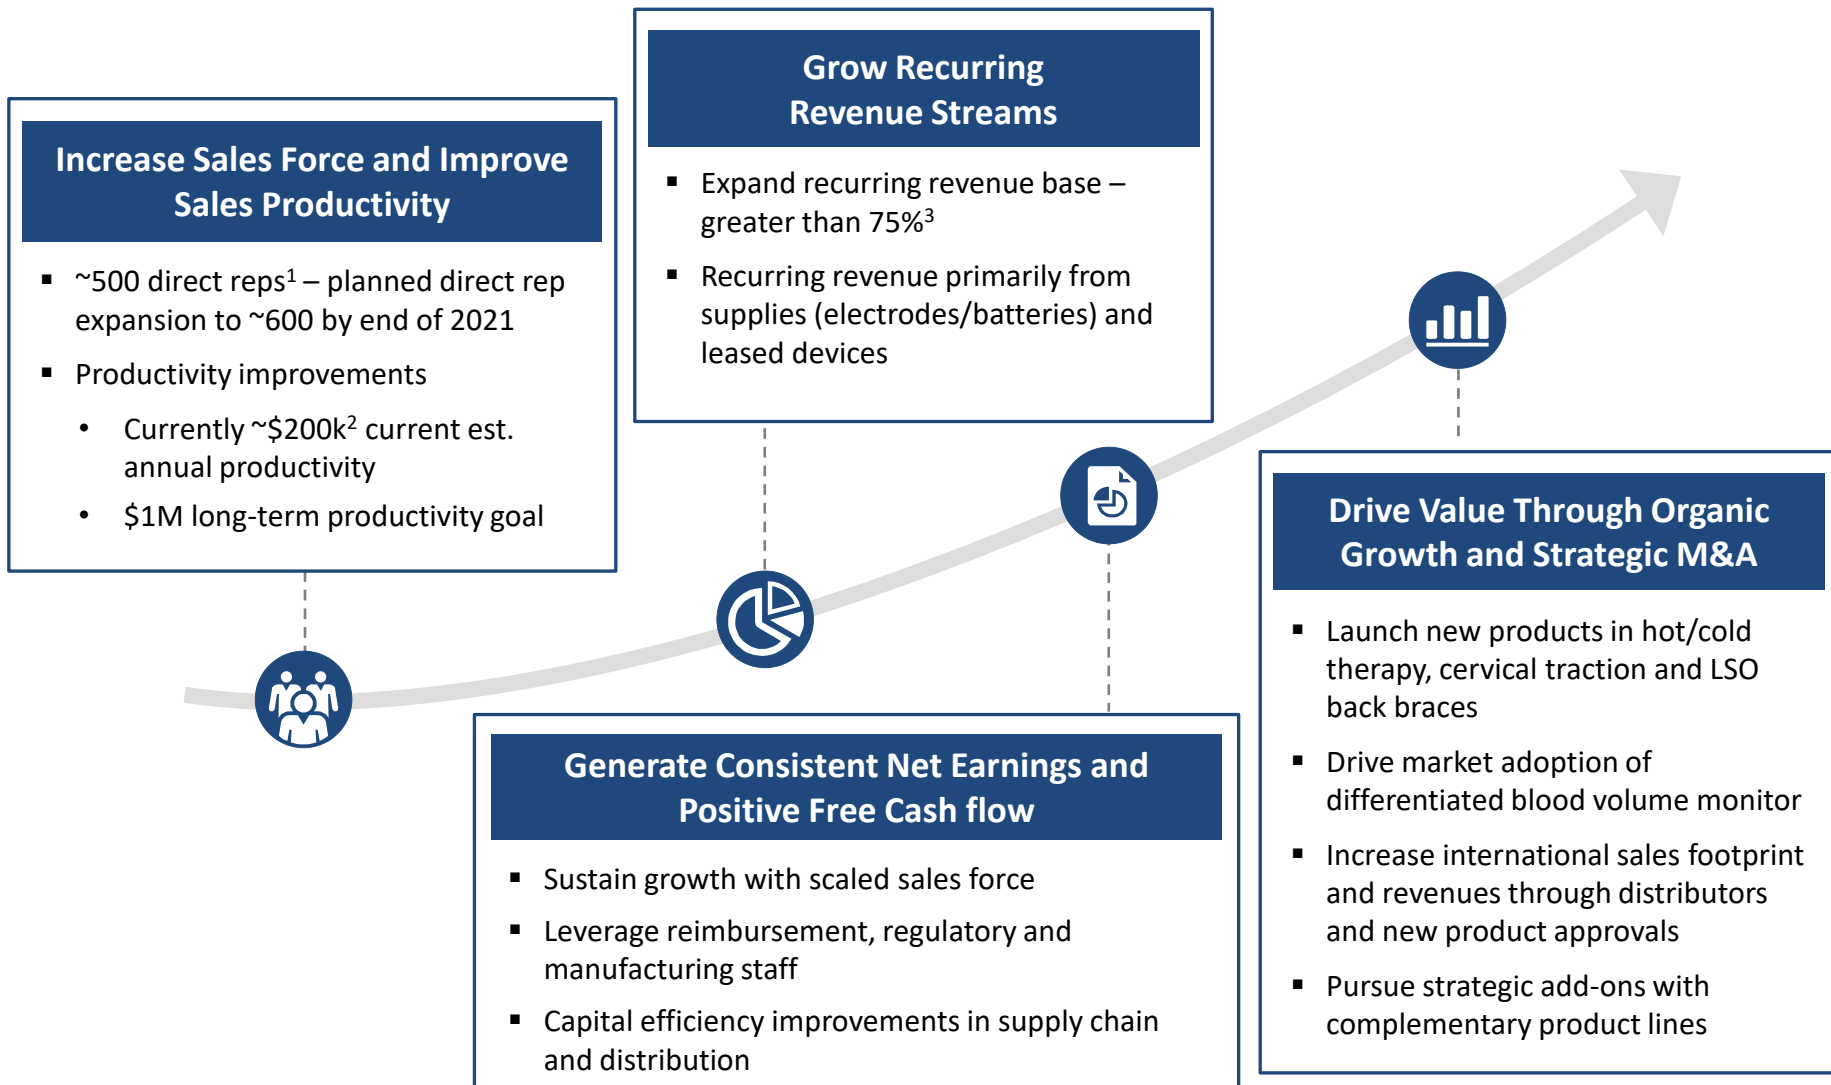 Increase Sales Force and Improve
Sales Productivity
▪ ~500 direct reps¹ – planned direct rep
expansion to ~600 by end of 2021
▪ Productivity improvements
• Currently ~$200k² current est.
annual productivity
• $1M long-term productivity goal
Grow Recurring
Revenue Streams
▪ Expand recurring revenue base –
greater than 75%³
▪ Recurring revenue primarily from
supplies (electrodes/batteries) and
leased devices
Generate Consistent Net Earnings and
Positive Free Cash flow
▪ Sustain growth with scaled sales force
▪ Leverage reimbursement, regulatory and
manufacturing staff
▪ Capital efficiency improvements in supply chain
and distribution
Drive Value Through Organic
Growth and Strategic M&A
▪ Launch new products in hot/cold
therapy, cervical traction and LSO
back braces
▪ Drive market adoption of
differentiated blood volume monitor
▪ Increase international sales footprint
and revenues through distributors
and new product approvals
▪ Pursue strategic add-ons with
complementary product lines